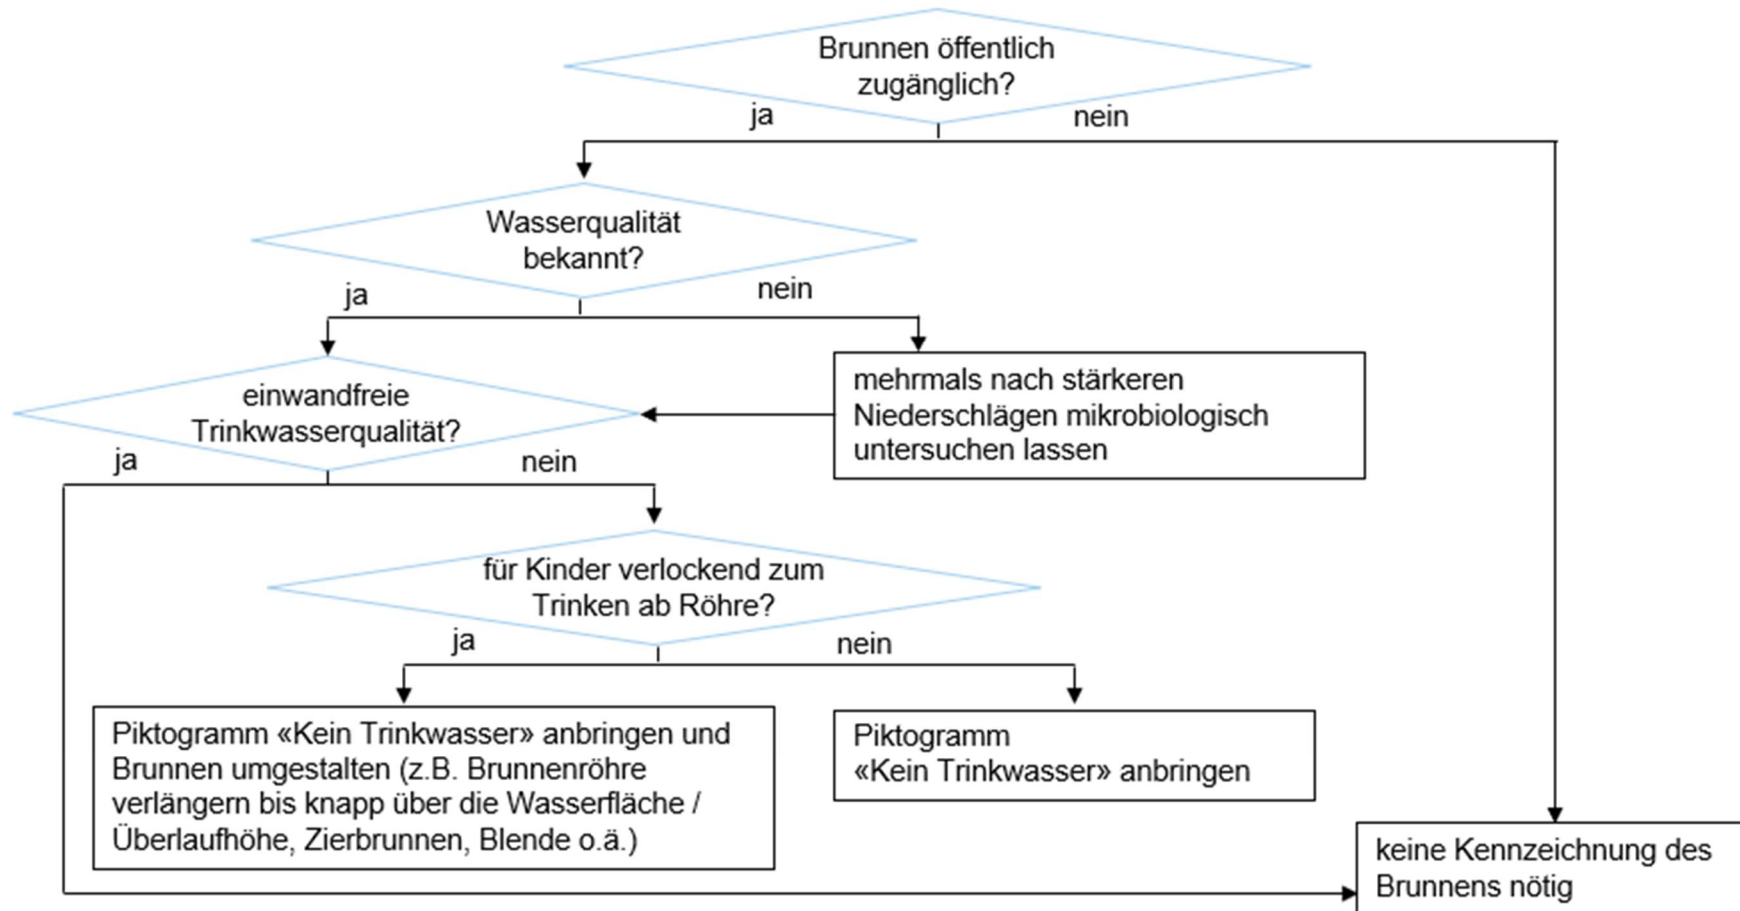 Brunnen öffentlich
zugänglich?
ja
nein
Wasserqualität
bekannt?
ja
nein
einwandfreie
Trinkwasserqualität?
mehrmals nach stärkeren
Niederschlägen mikrobiologisch
untersuchen lassen
ja
nein
für Kinder verlockend zum
Trinken ab Röhre?
ja
nein
Piktogramm «Kein Trinkwasser» anbringen und
Brunnen umgestalten (z.B. Brunnenröhre
verlängern bis knapp über die Wasserfläche /
Überlaufhöhe, Zierbrunnen, Blende o.ä.)
Piktogramm
«Kein Trinkwasser» anbringen
keine Kennzeichnung des
Brunnens nötig